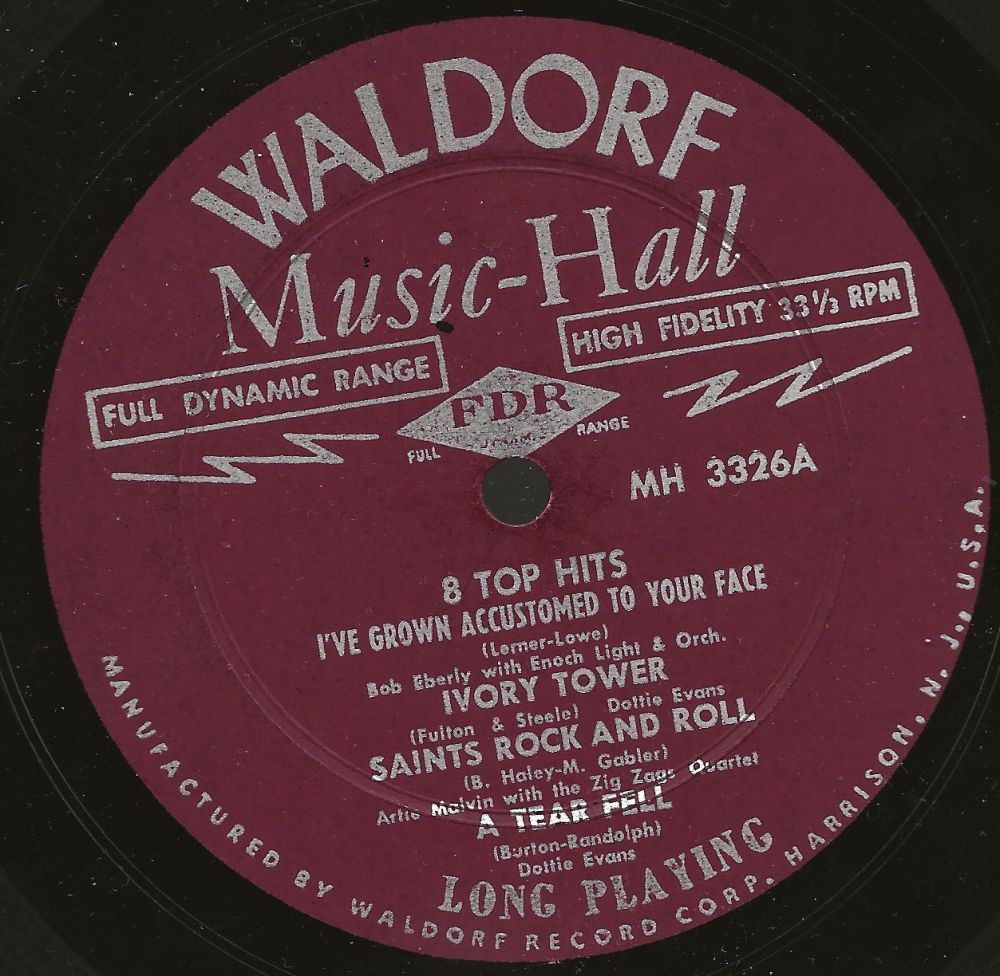 WALDORF
Music-Hall
HIGH FIDELITY 33⅓ RPM
FULL DYNAMIC RANGE
FDR
FULL DYNAMIC RANGE
MH 3326A
8 TOP HITS
I'VE GROWN ACCUSTOMED TO YOUR FACE
(Lerner-Lowe)
Bob Eberly with Enoch Light & Orch.
IVORY TOWER
(Fulton & Steele) Dottie Evans
SAINTS ROCK AND ROLL
(B. Haley-M. Gabler)
Artie Malvin with the Zig Zags Quartet
A TEAR FELL
(Burton-Randolph)
Dottie Evans
LONG PLAYING
MANUFACTURED BY WALDORF RECORD CORP. HARRISON, N. J., U.S.A.